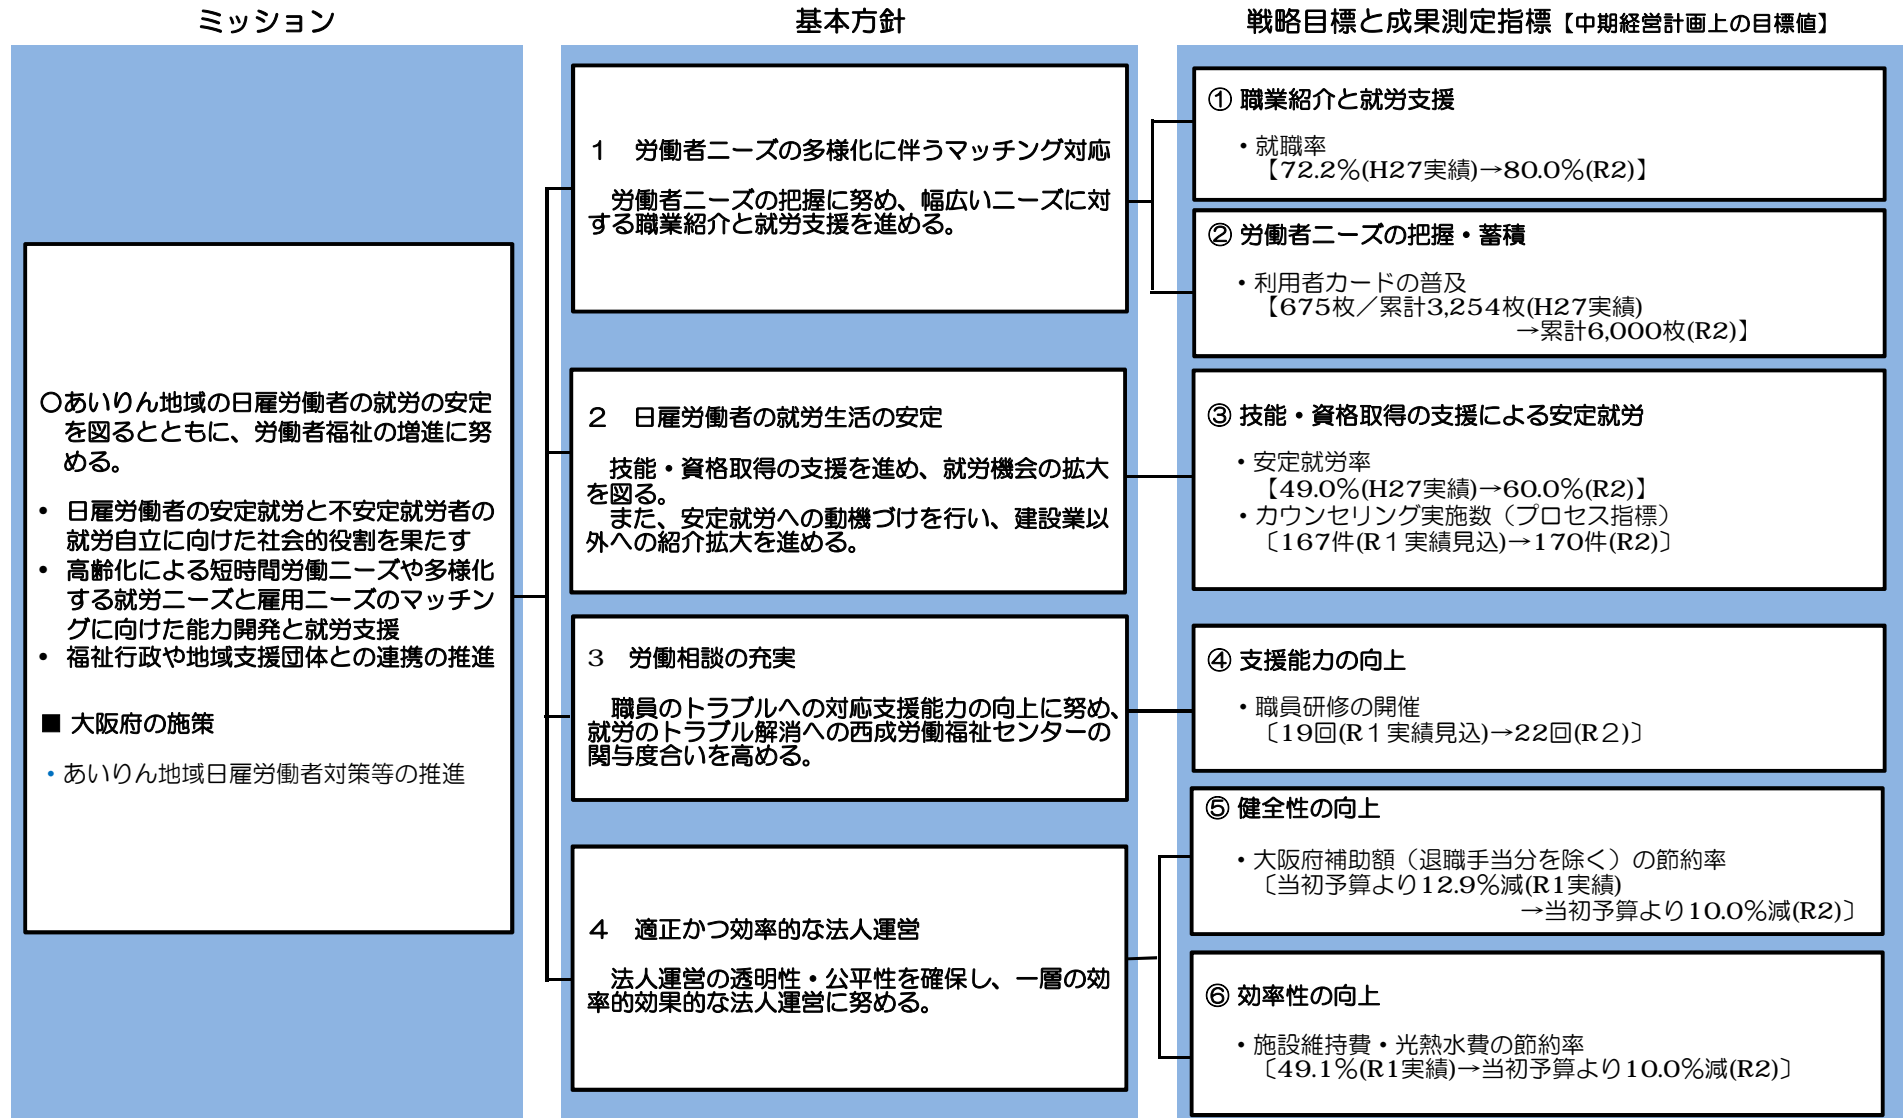 ミッション
○あいりん地域の日雇労働者の就労の安定
を図るとともに、労働者福祉の増進に努
める。
• 日雇労働者の安定就労と不安定就労者の
就労自立に向けた社会的役割を果たす
• 高齢化による短時間労働ニーズや多様化
する就労ニーズと雇用ニーズのマッチン
グに向けた能力開発と就労支援
• 福祉行政や地域支援団体との連携の推進
■ 大阪府の施策
・あいりん地域日雇労働者対策等の推進
基本方針
１　労働者ニーズの多様化に伴うマッチング対応
労働者ニーズの把握に努め、幅広いニーズに対
する職業紹介と就労支援を進める。
２　日雇労働者の就労生活の安定
技能・資格取得の支援を進め、就労機会の拡大
を図る。
また、安定就労への動機づけを行い、建設業以
外への紹介拡大を進める。
３　労働相談の充実
職員のトラブルへの対応支援能力の向上に努め、
就労のトラブル解消への西成労働福祉センターの
関与度合いを高める。
４　適正かつ効率的な法人運営
法人運営の透明性・公平性を確保し、一層の効
率的効果的な法人運営に努める。
戦略目標と成果測定指標【中期経営計画上の目標値】
① 職業紹介と就労支援
・就職率
【72.2％(H27実績)→80.0％(R2)】
② 労働者ニーズの把握・蓄積
・利用者カードの普及
【675枚／累計3,254枚(H27実績)
→累計6,000枚(R2)】
③ 技能・資格取得の支援による安定就労
・安定就労率
【49.0％(H27実績)→60.0％(R2)】
・カウンセリング実施数（プロセス指標）
〔167件(R１実績見込)→170件(R2)〕
④ 支援能力の向上
・職員研修の開催
〔19回(R１実績見込)→22回(R２)〕
⑤ 健全性の向上
・大阪府補助額（退職手当分を除く）の節約率
〔当初予算より12.9％減(R1実績)
→当初予算より10.0％減(R2)〕
⑥ 効率性の向上
・施設維持費・光熱水費の節約率
〔49.1％(R1実績)→当初予算より10.0％減(R2)〕